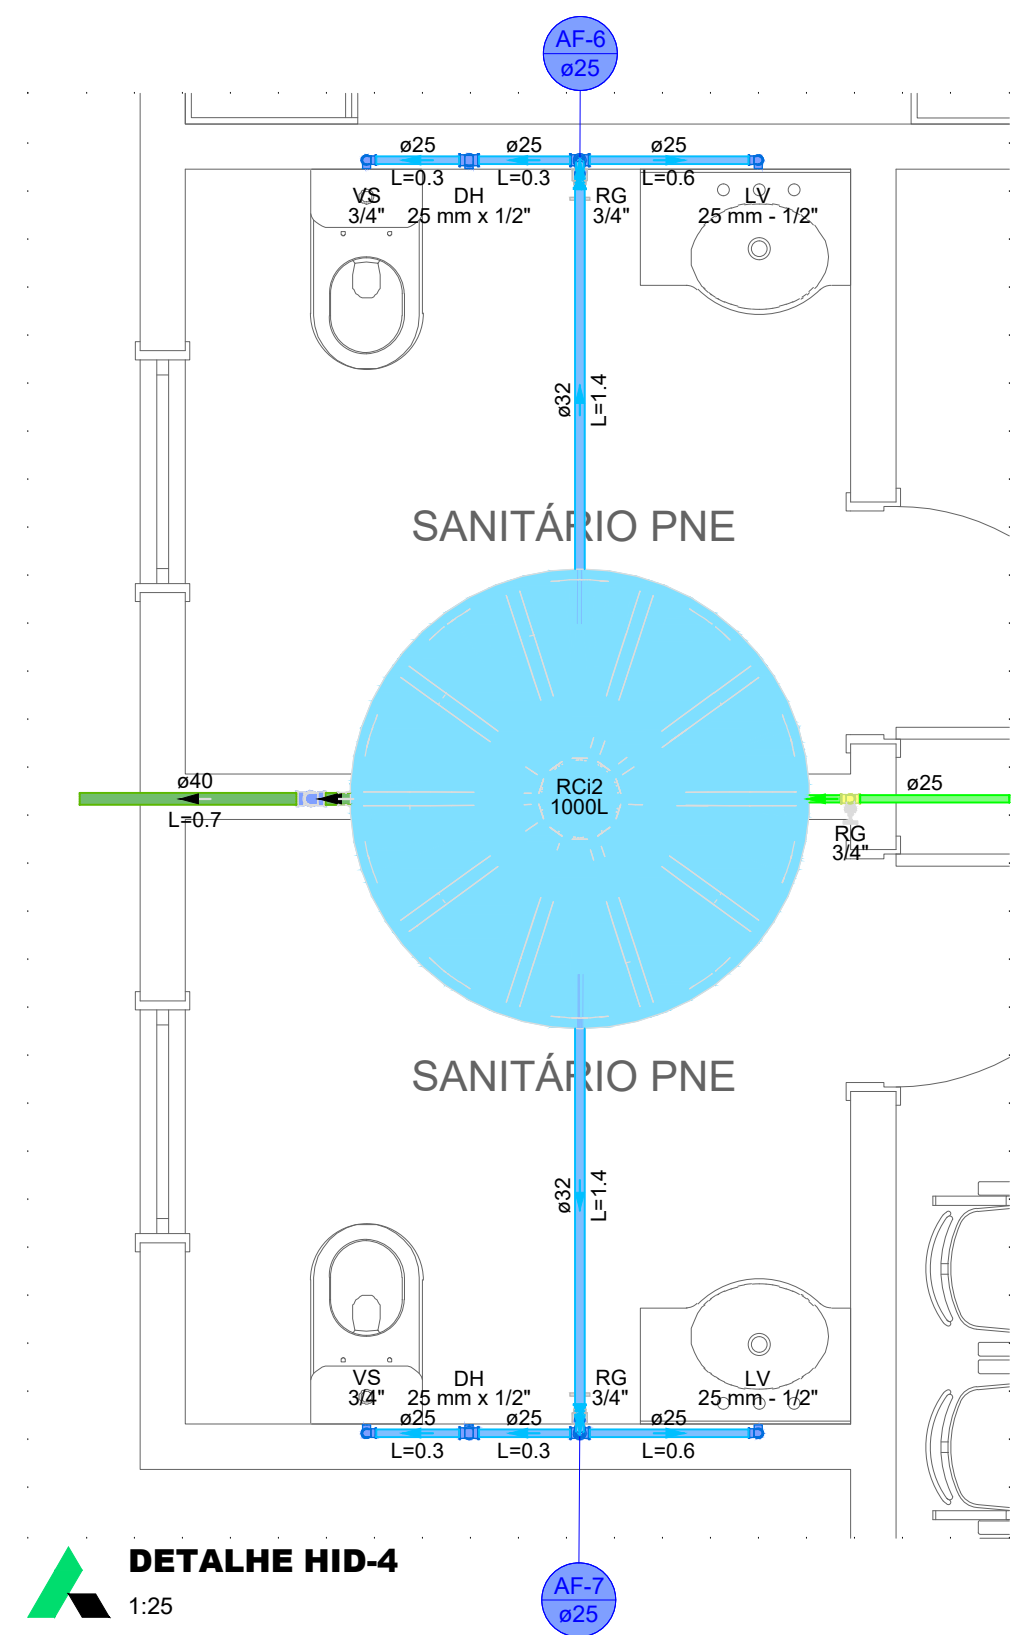 AF-6
ø25
ø25
ø25
ø25
L=0.3
L=0.3
L=0.6
VS
3/4"
DH
25 mm x 1/2"
RG
3/4"
LV
25 mm - 1/2"
ø32
L=1.4
SANITÁRIO PNE
RCi2
1000L
ø40
L=0.7
ø25
RG
3/4"
SANITÁRIO PNE
ø32
L=1.4
VS
3/4"
DH
25 mm x 1/2"
RG
3/4"
LV
25 mm - 1/2"
ø25
ø25
ø25
L=0.3
L=0.3
L=0.6
AF-7
ø25
DETALHE HID-4
1:25